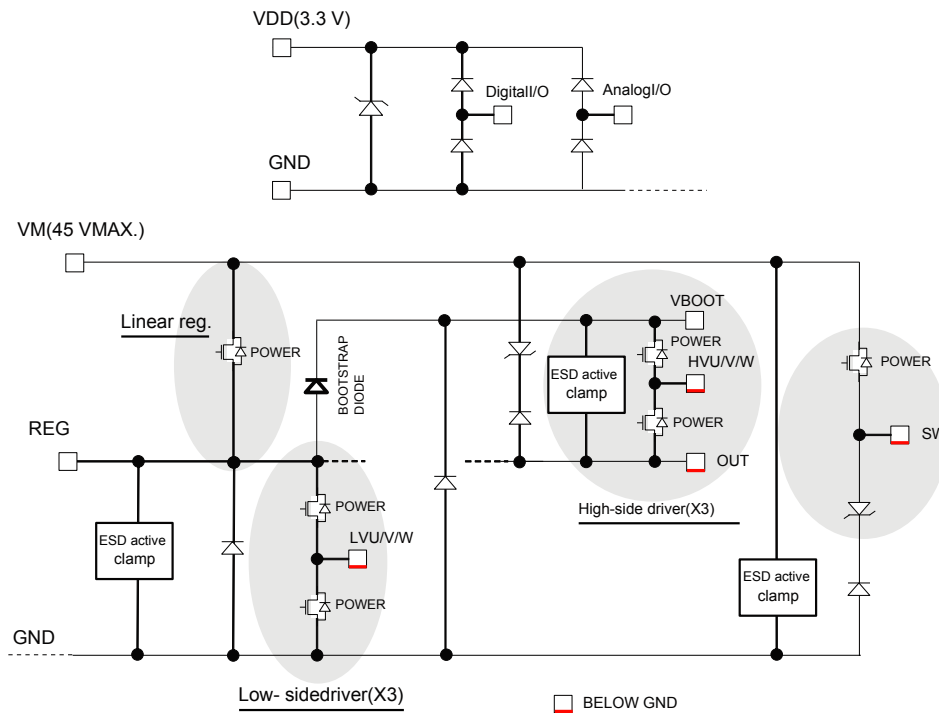 VDD(3.3 V)
DigitalI/O
AnalogI/O
GND
VM(45 VMAX.)
Linear reg.
POWER
BOOTSTRAP
DIODE
VBOOT
POWER
HVU/V/W
ESD active
clamp
POWER
OUT
High-side driver(X3)
POWER
SW
REG
POWER
LVU/V/W
ESD active
clamp
POWER
ESD active
clamp
GND
Low- sidedriver(X3)
BELOW GND